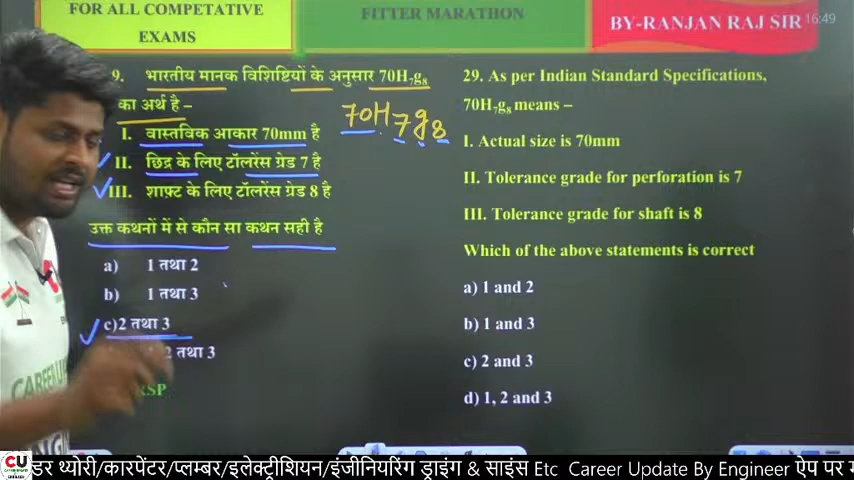 FOR ALL COMPETATIVE
EXAMS
FITTER MARATHON
BY-RANJAN RAJ SIR
16:49
9. भारतीय मानक विशिष्टियों के अनुसार 70H₇g₈
का अर्थ है –
70H₇g₈
I. वास्तविक आकार 70mm है
II. छिद्र के लिए टॉलरेंस ग्रेड 7 है
III. शाफ़्ट के लिए टॉलरेंस ग्रेड 8 है
उक्त कथनों में से कौन सा कथन सही है
a) 1 तथा 2
b) 1 तथा 3
c)2 तथा 3
2 तथा 3
RSP
29. As per Indian Standard Specifications,
70H₇g₈ means –
I. Actual size is 70mm
II. Tolerance grade for perforation is 7
III. Tolerance grade for shaft is 8
Which of the above statements is correct
a) 1 and 2
b) 1 and 3
c) 2 and 3
d) 1, 2 and 3
CU
डर थ्योरी/कारपेंटर/प्लम्बर/इलेक्ट्रीशियन/इंजीनियरिंग ड्राइंग & साइंस Etc Career Update By Engineer ऐप पर